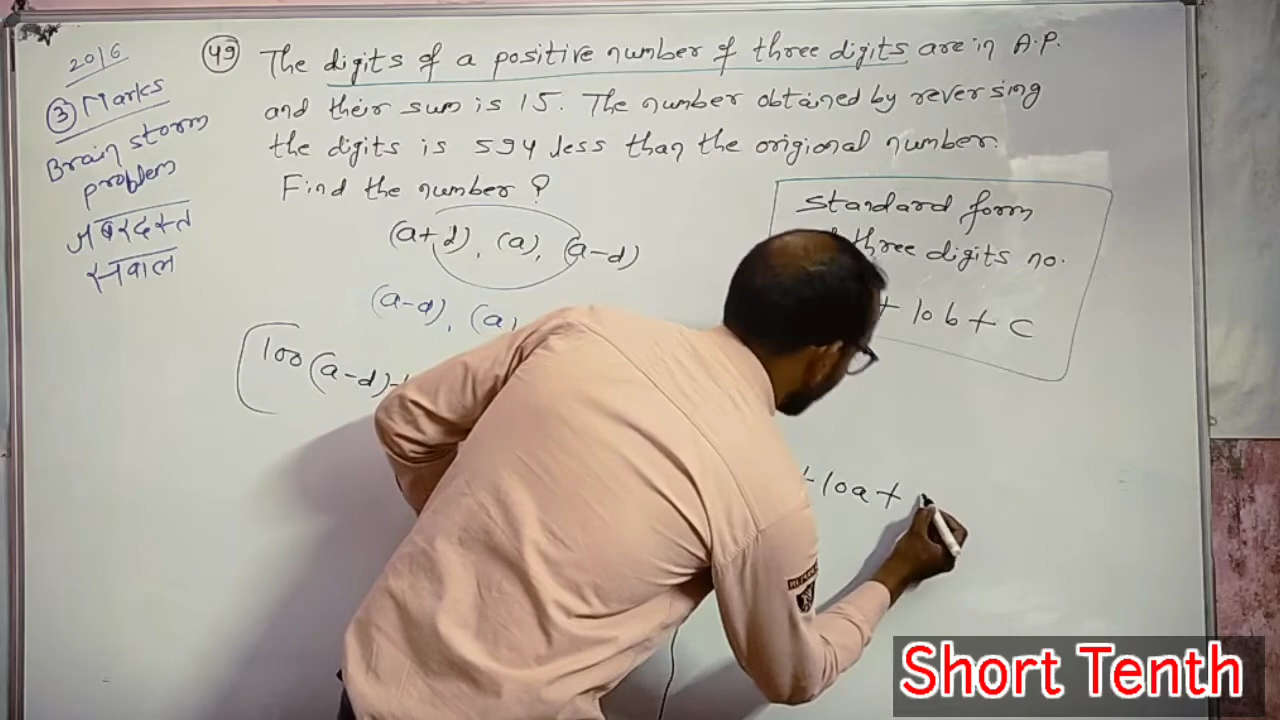 2016
③ Marks
Brain storm
problem
जबरदस्त
सवाल
④⑨ The digits of a positive number of three digits are in A.P.
and their sum is 15. The number obtained by reversing
the digits is 594 less than the origional number.
Find the number ?
(a+d), (a), (a-d)
(a-d), (a)
100(a-d)+
Standard form
three digits no.
+ 10b + c
+ 10a +
Short Tenth